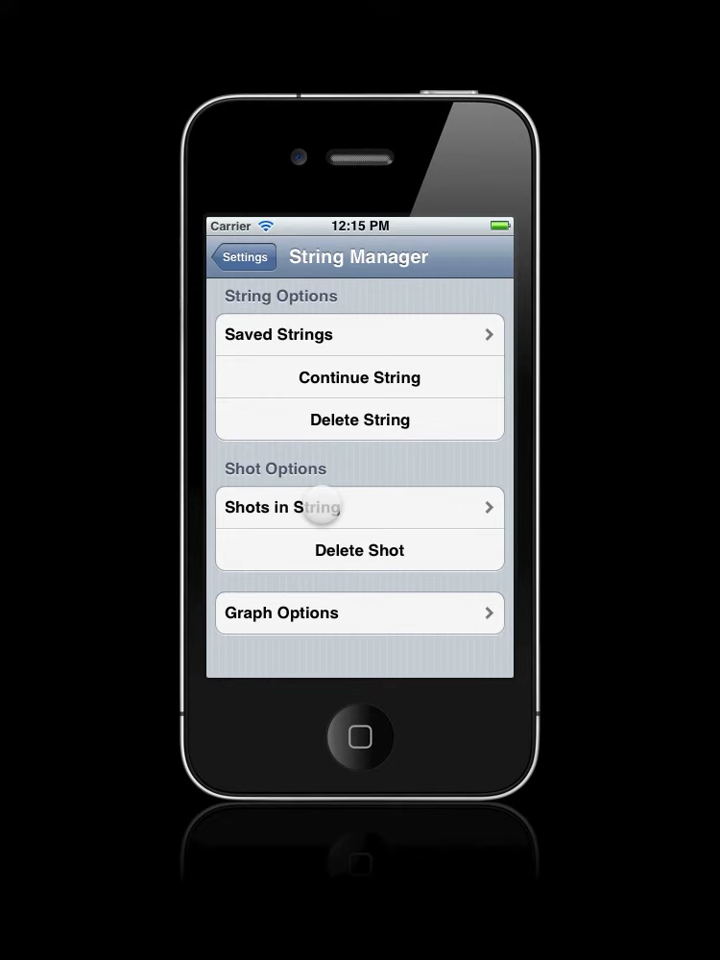 Carrier 12:15 PM
Settings String Manager
String Options
Saved Strings
Continue String
Delete String
Shot Options
Shots in String
Delete Shot
Graph Options